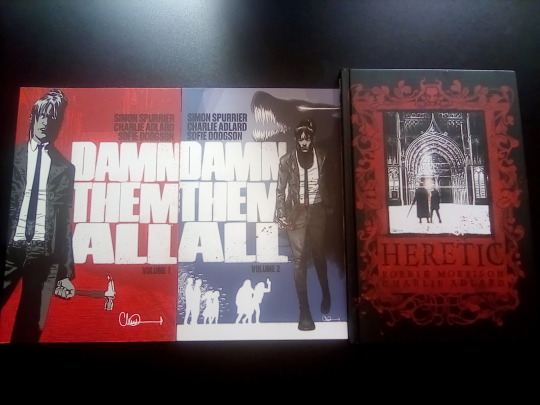 SIMON SPURRIER
CHARLIE ADLARD
SOFIE DODGSON
DAMN
THEM
ALL
VOLUME 1
SIMON SPURRIER
CHARLIE ADLARD
SOFIE DODGSON
DAMN
THEM
ALL
VOLUME 2
HERETIC
ROBBIE MORRISON
CHARLIE ADLARD